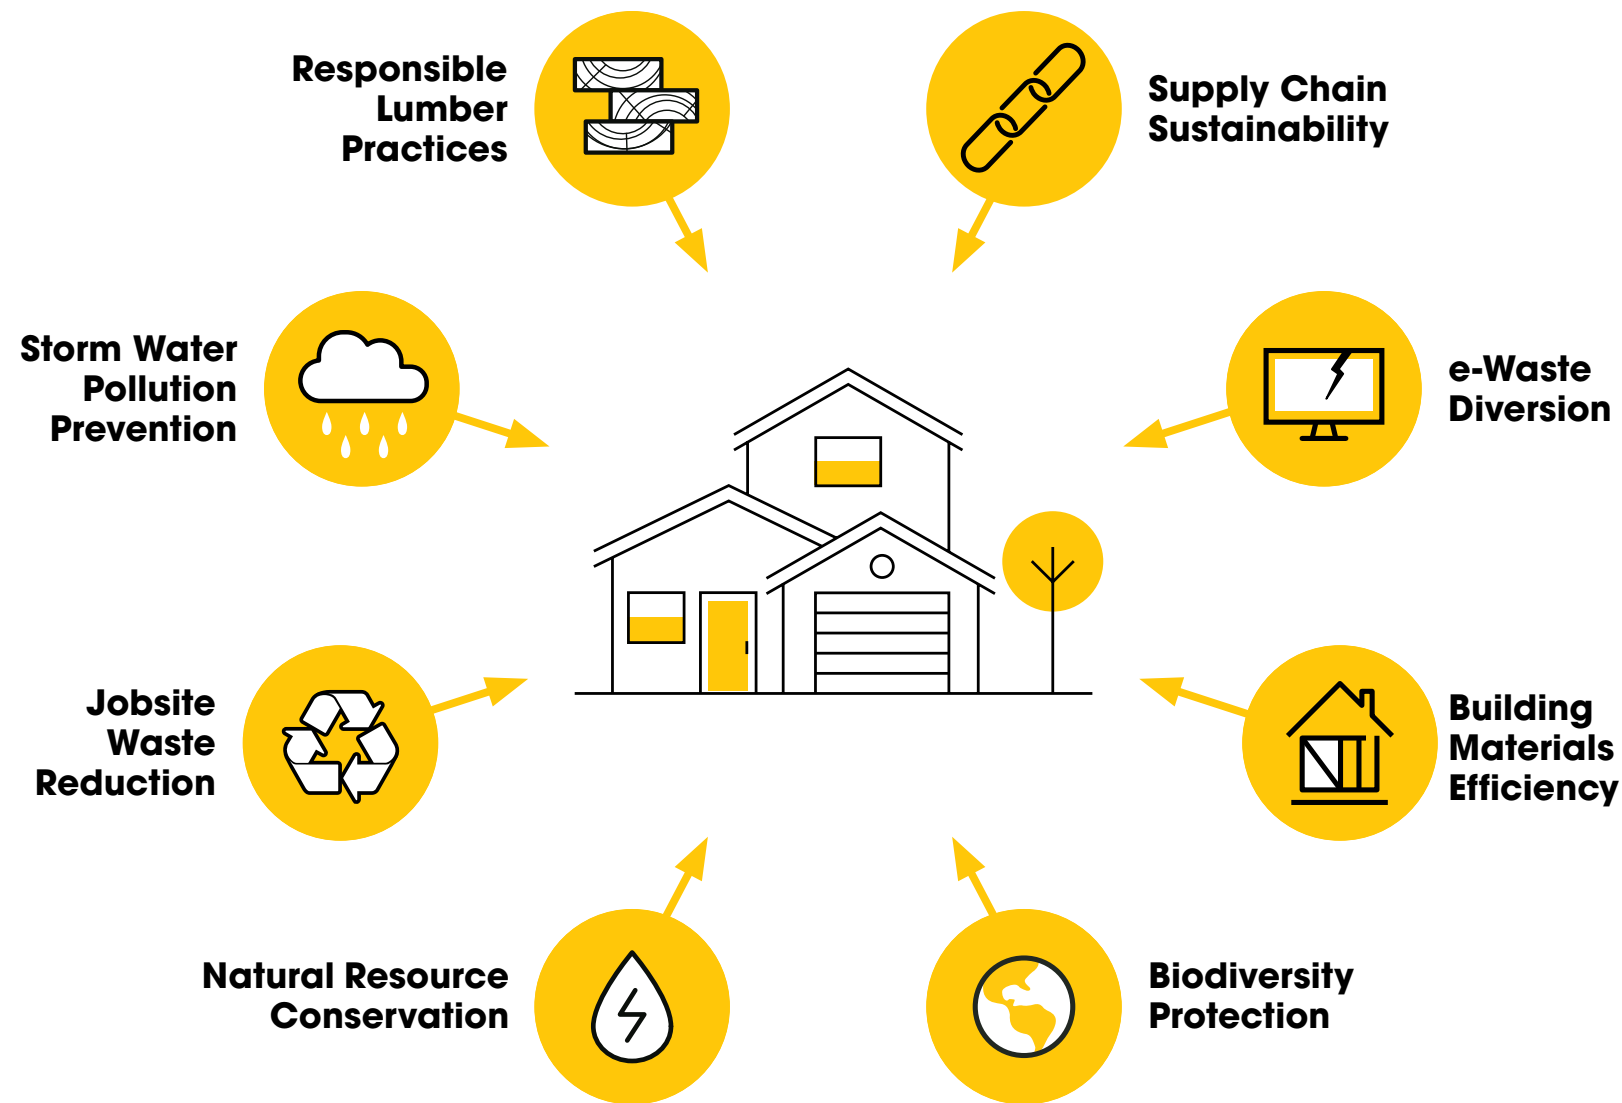 Responsible
Lumber
Practices
Supply Chain
Sustainability
Storm Water
Pollution
Prevention
e-Waste
Diversion
Jobsite
Waste
Reduction
Building
Materials
Efficiency
Natural Resource
Conservation
Biodiversity
Protection